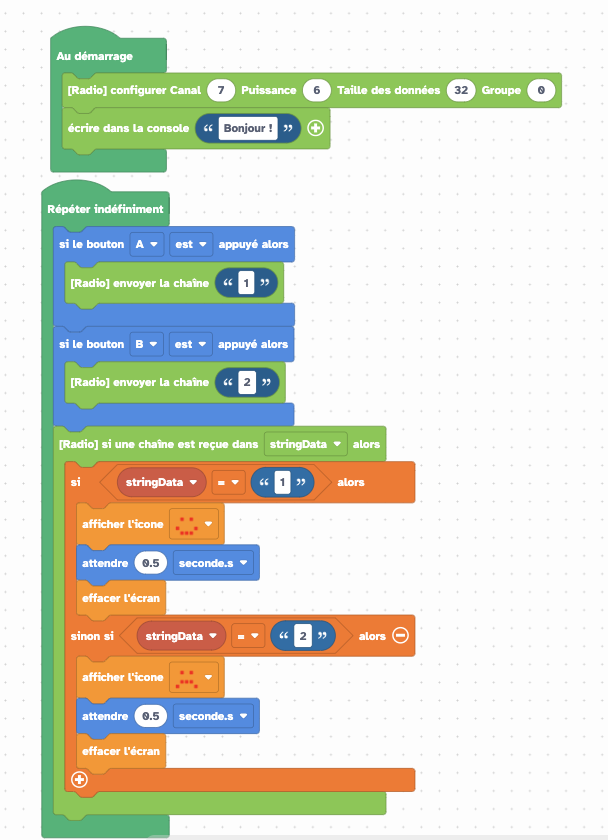 Au démarrage
[Radio] configurer Canal 7 Puissance 6 Taille des données 32 Groupe 0
écrire dans la console “ Bonjour ! ”
Répéter indéfiniment
si le bouton A est appuyé alors
[Radio] envoyer la chaîne “ 1 ”
si le bouton B est appuyé alors
[Radio] envoyer la chaîne “ 2 ”
[Radio] si une chaîne est reçue dans stringData alors
si stringData = “ 1 ” alors
afficher l'icone
attendre 0.5 seconde.s
effacer l'écran
sinon si stringData = “ 2 ” alors
afficher l'icone
attendre 0.5 seconde.s
effacer l'écran